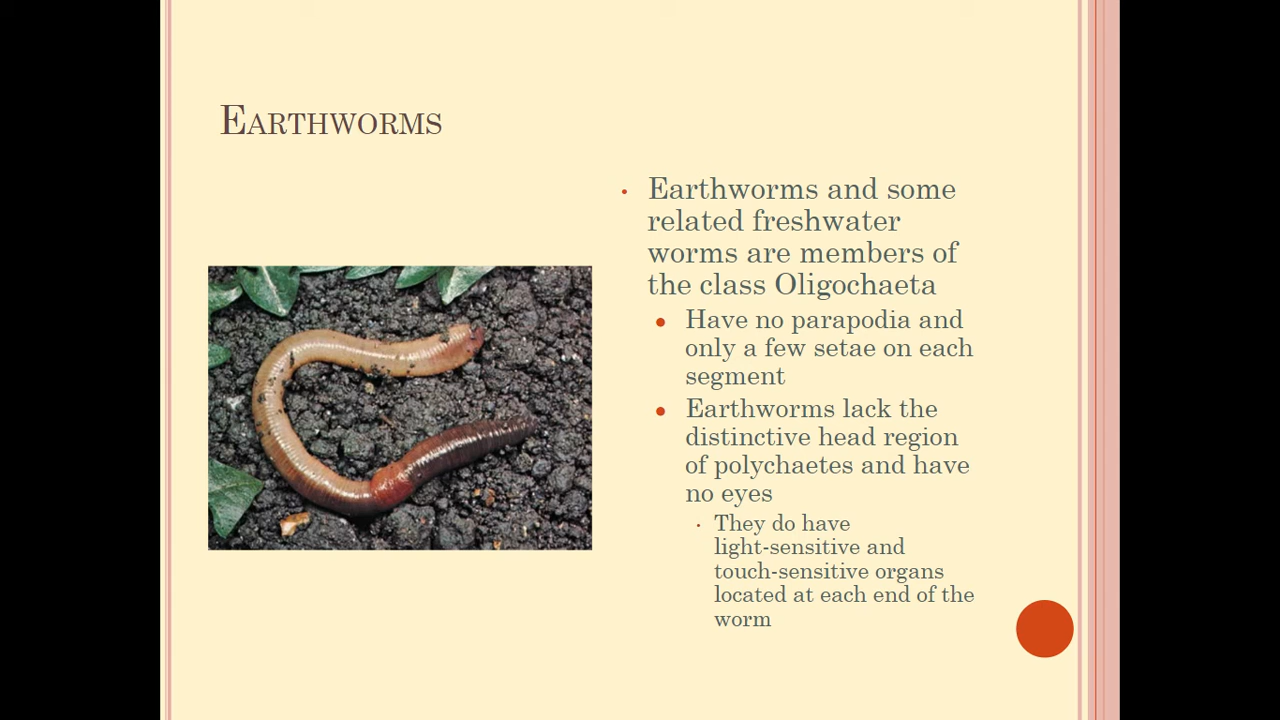 Earthworms
• Earthworms and some
related freshwater
worms are members of
the class Oligochaeta
• Have no parapodia and
only a few setae on each
segment
• Earthworms lack the
distinctive head region
of polychaetes and have
no eyes
• They do have
light-sensitive and
touch-sensitive organs
located at each end of the
worm